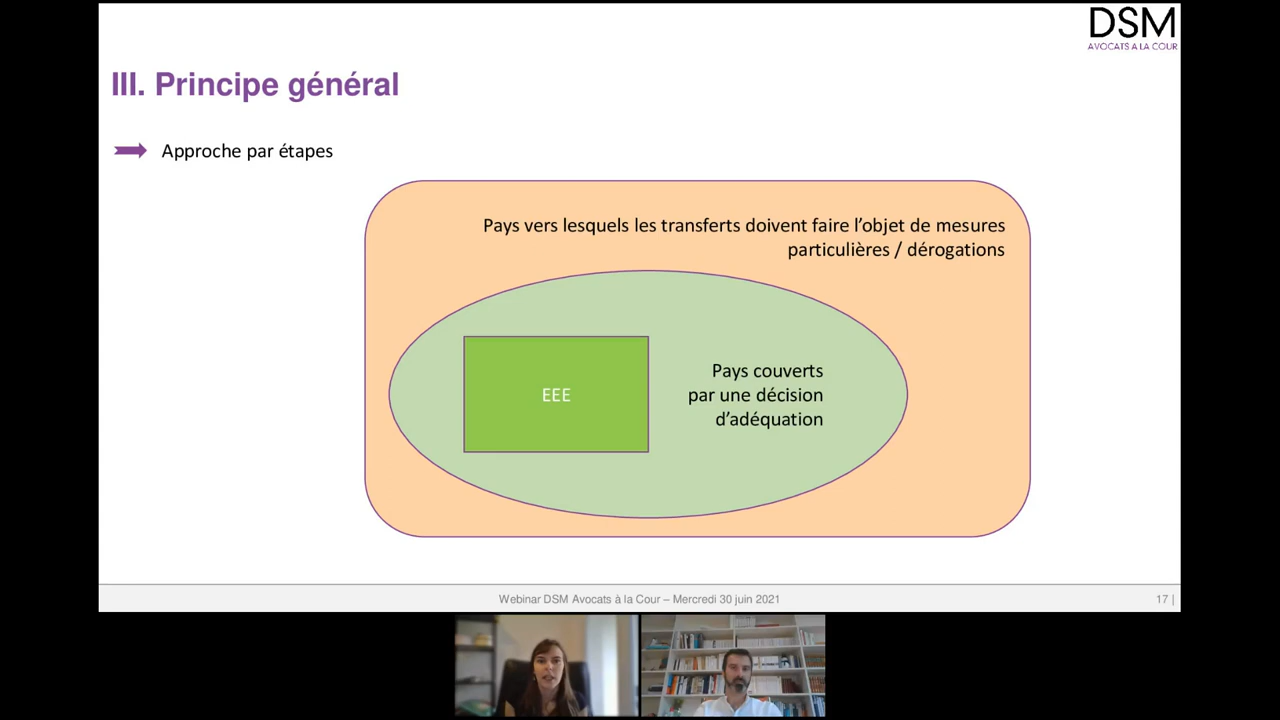 DSM
AVOCATS A LA COUR
III. Principe général
Approche par étapes
Pays vers lesquels les transferts doivent faire l’objet de mesures
particulières / dérogations
EEE
Pays couverts
par une décision
d’adéquation
Webinar DSM Avocats à la Cour – Mercredi 30 juin 2021
17 |